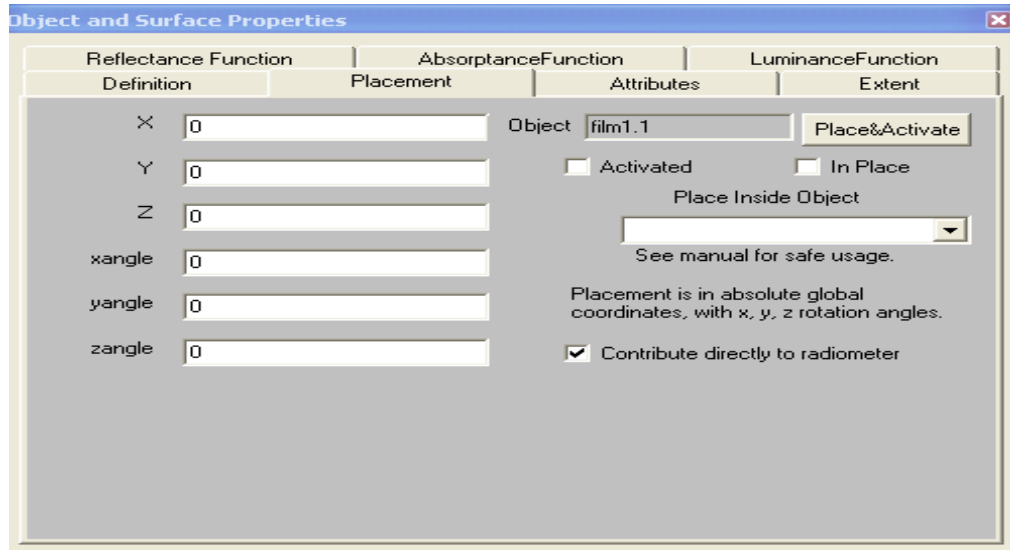 Object and Surface Properties
Reflectance Function AbsorptanceFunction LuminanceFunction
Definition Placement Attributes Extent
X 0 Object film1.1 Place&Activate
Y 0 Activated In Place
Z 0 Place Inside Object
xangle 0 See manual for safe usage.
yangle 0 Placement is in absolute global
coordinates, with x, y, z rotation angles.
zangle 0 Contribute directly to radiometer